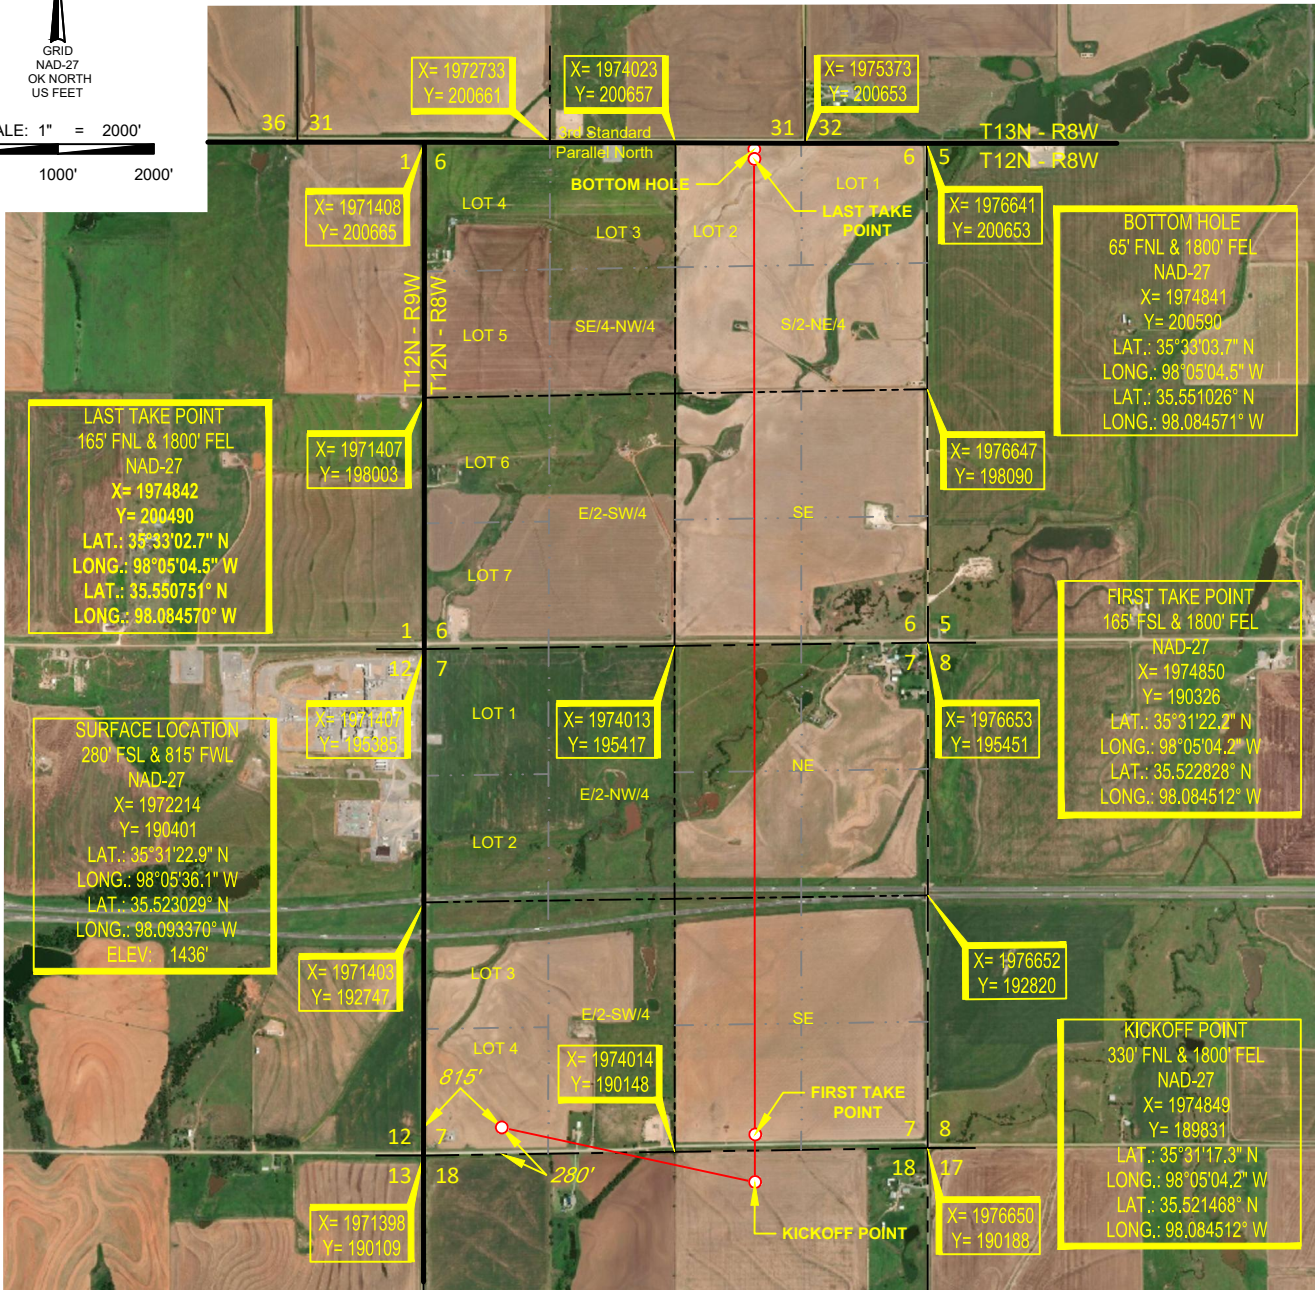 GRID
NAD-27
OK NORTH
US FEET
ALE: 1" = 2000'
1000' 2000'
X= 1972733
Y= 200661
X= 1974023
Y= 200657
X= 1975373
Y= 200653
36 31
31 32
3rd Standard
Parallel North
T13N - R8W
T12N - R8W
1 6
6 5
BOTTOM HOLE
LAST TAKE
POINT
LOT 4
LOT 3
LOT 2
LOT 1
X= 1971408
Y= 200665
X= 1976641
Y= 200653
BOTTOM HOLE
65' FNL & 1800' FEL
NAD-27
X= 1974841
Y= 200590
LAT.: 35°33'03.7" N
LONG.: 98°05'04.5" W
LAT.: 35.551026° N
LONG.: 98.084571° W
T12N - R9W
T12N - R8W
LOT 5
SE/4-NW/4
S/2-NE/4
LAST TAKE POINT
165' FNL & 1800' FEL
NAD-27
X= 1974842
Y= 200490
LAT.: 35°33'02.7" N
LONG.: 98°05'04.5" W
LAT.: 35.550751° N
LONG.: 98.084570° W
X= 1971407
Y= 198003
X= 1976647
Y= 198090
LOT 6
E/2-SW/4
SE
LOT 7
1 6
6 5
12 7
7 8
FIRST TAKE POINT
165' FSL & 1800' FEL
NAD-27
X= 1974850
Y= 190326
LAT.: 35°31'22.2" N
LONG.: 98°05'04.2" W
LAT.: 35.522828° N
LONG.: 98.084512° W
X= 1971407
Y= 195385
X= 1974013
Y= 195417
X= 1976653
Y= 195451
LOT 1
E/2-NW/4
NE
LOT 2
SURFACE LOCATION
280' FSL & 815' FWL
NAD-27
X= 1972214
Y= 190401
LAT.: 35°31'22.9" N
LONG.: 98°05'36.1" W
LAT.: 35.523029° N
LONG.: 98.093370° W
ELEV: 1436'
X= 1971403
Y= 192747
X= 1976652
Y= 192820
LOT 3
E/2-SW/4
SE
LOT 4
X= 1974014
Y= 190148
815'
280'
FIRST TAKE
POINT
12 7
7 8
13 18
18 17
KICKOFF POINT
X= 1971398
Y= 190109
X= 1976650
Y= 190188
KICKOFF POINT
330' FNL & 1800' FEL
NAD-27
X= 1974849
Y= 189831
LAT.: 35°31'17.3" N
LONG.: 98°05'04.2" W
LAT.: 35.521468° N
LONG.: 98.084512° W